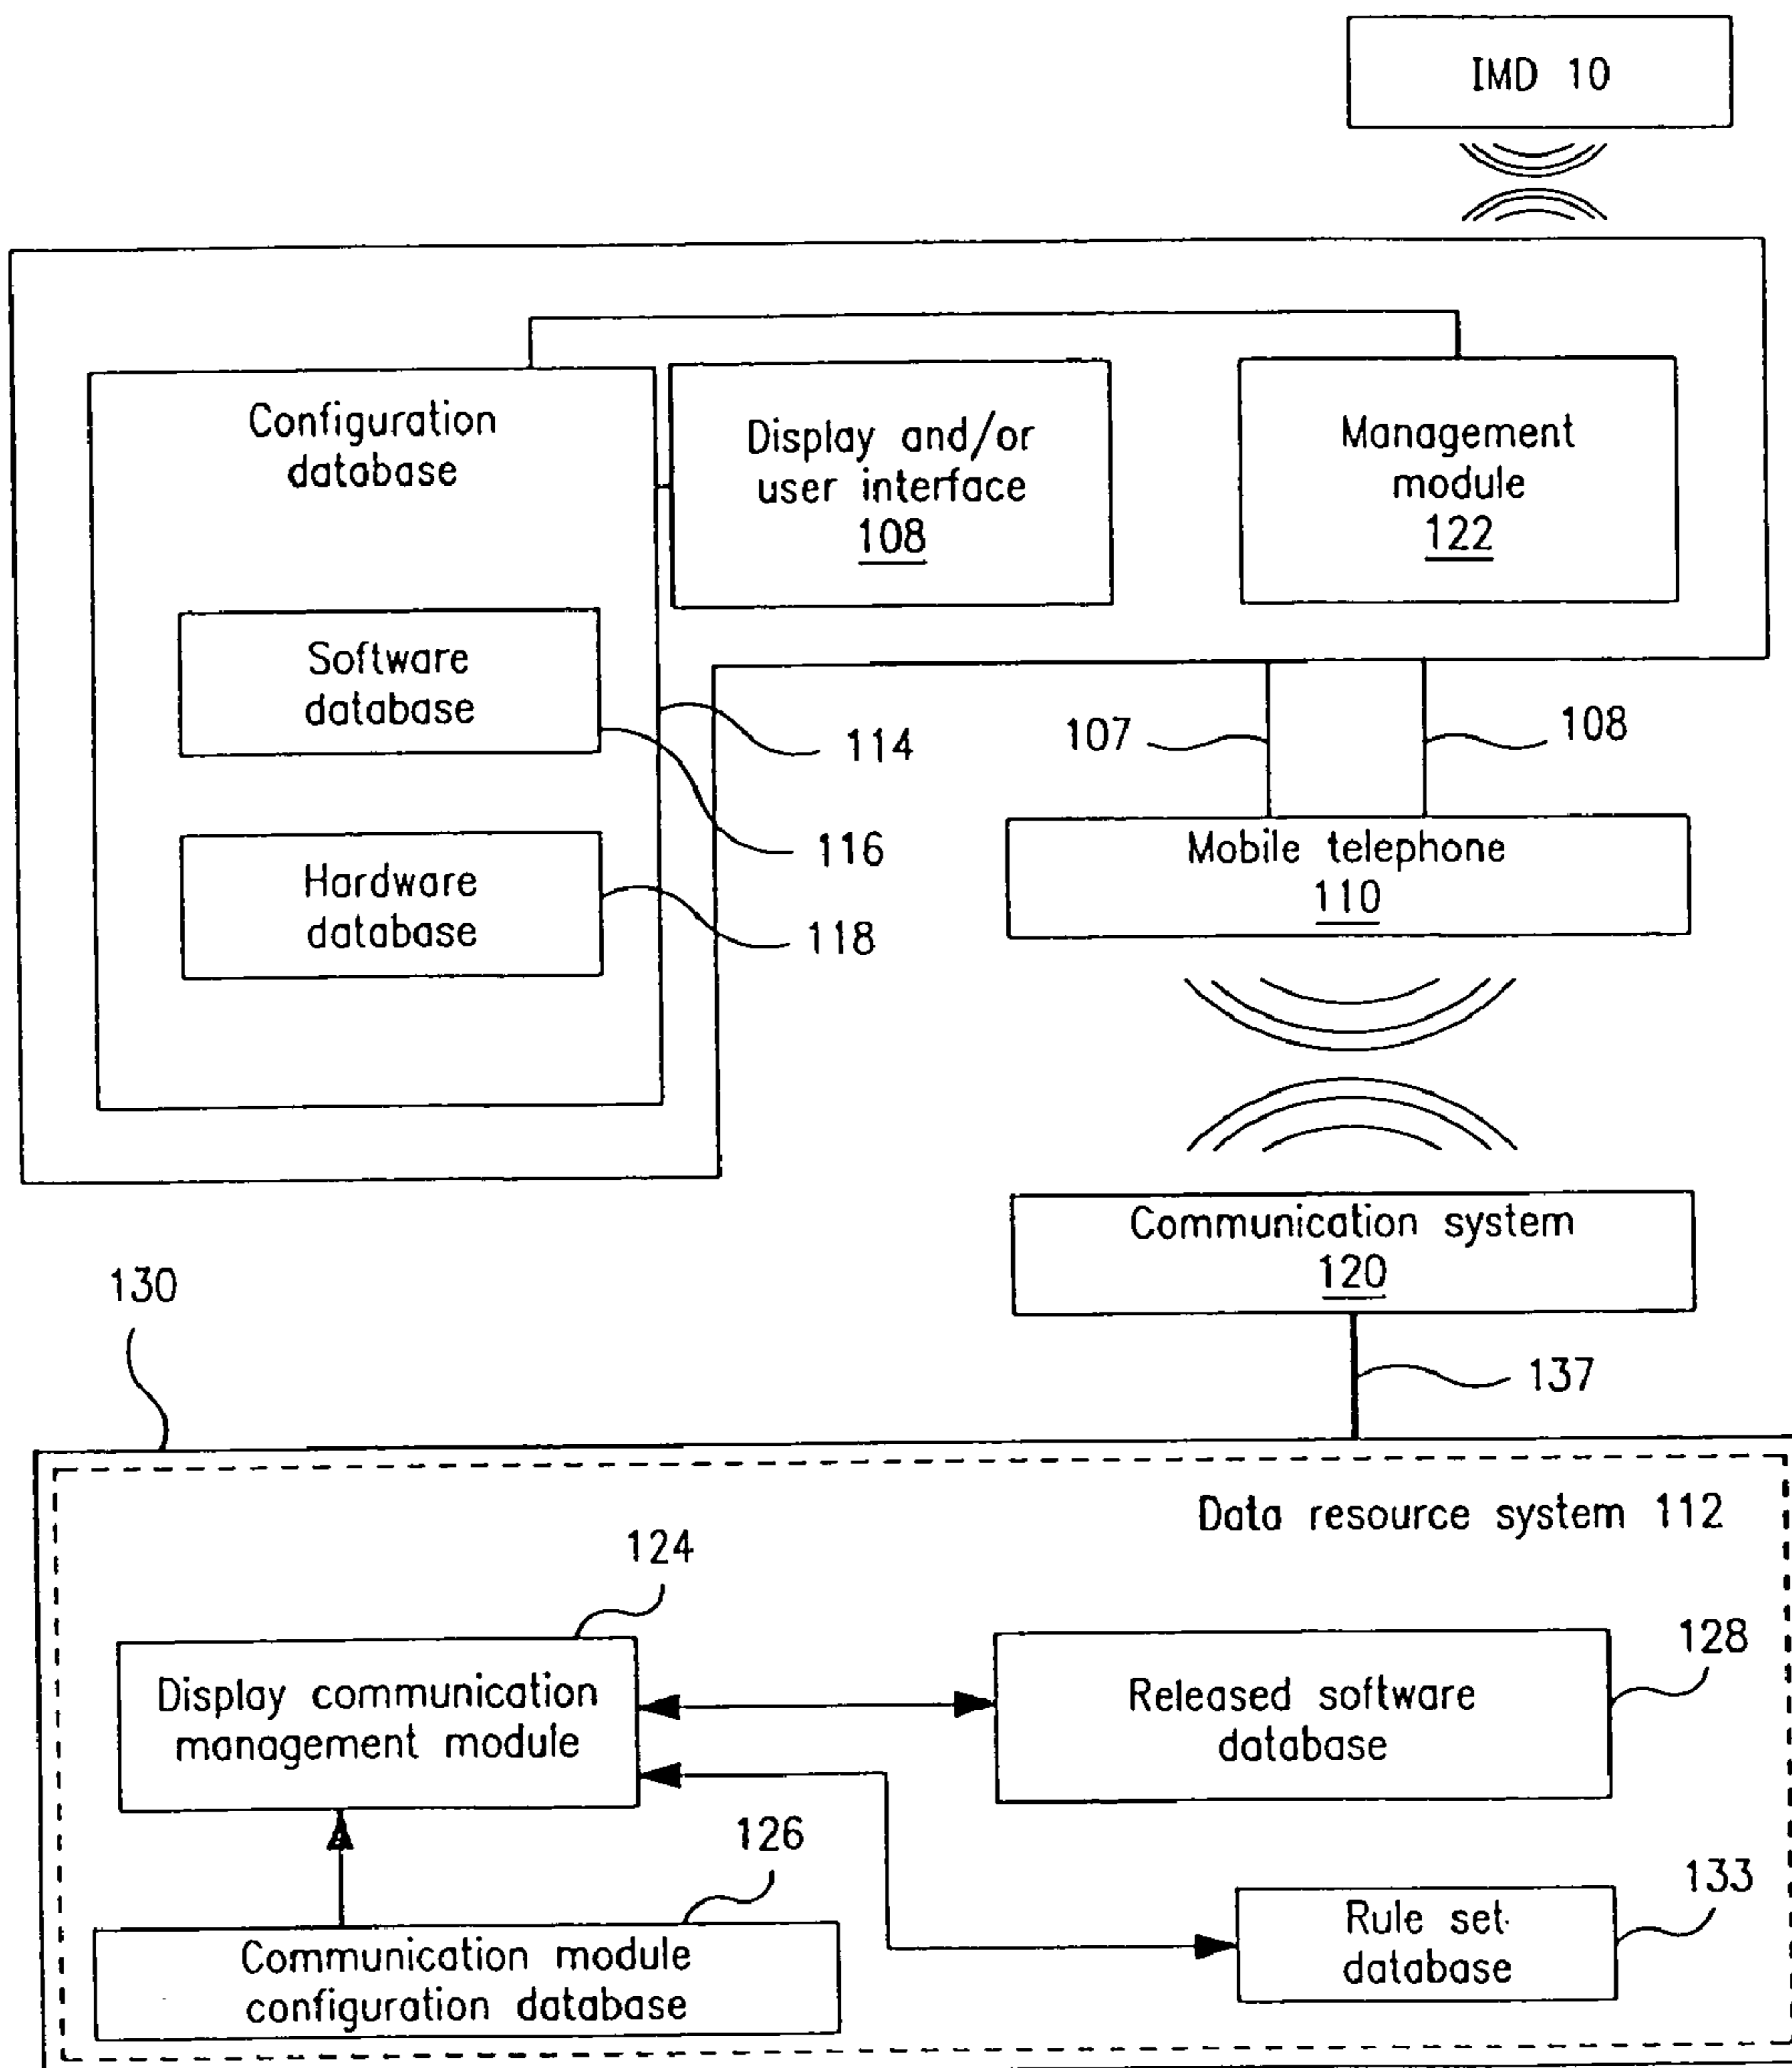 IMD 10
Configuration
database
Display and/or
user interface
108
Management
module
122
Software
database
114
107
108
116
Mobile telephone
110
Hardware
database
118
Communication system
120
130
137
Data resource system 112
124
128
Display communication
management module
Released software
database
126
133
Communication module
configuration database
Rule set
database